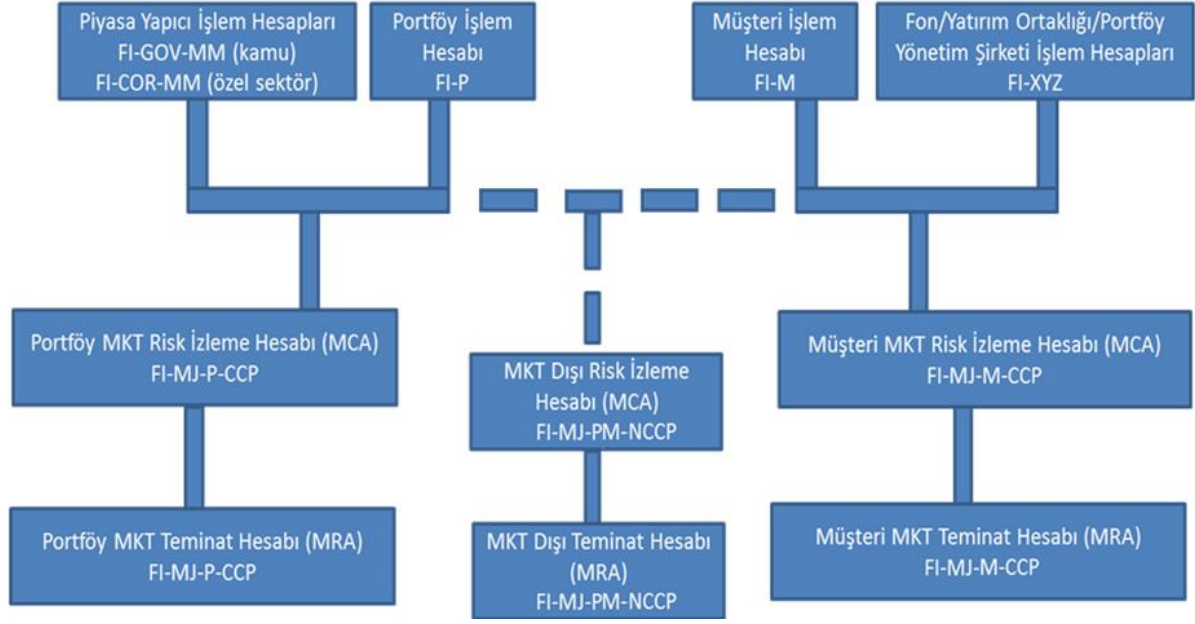 Piyasa Yapıcı İşlem Hesapları
FI-GOV-MM (kamu)
FI-COR-MM (özel sektör)
Portföy İşlem
Hesabı
FI-P
Müşteri İşlem
Hesabı
FI-M
Fon/Yatırım Ortaklığı/Portföy
Yönetim Şirketi İşlem Hesapları
FI-XYZ
Portföy MKT Risk İzleme Hesabı (MCA)
FI-MJ-P-CCP
MKT Dışı Risk İzleme
Hesabı (MCA)
FI-MJ-PM-NCCP
Müşteri MKT Risk İzleme Hesabı (MCA)
FI-MJ-M-CCP
Portföy MKT Teminat Hesabı (MRA)
FI-MJ-P-CCP
MKT Dışı Teminat Hesabı
(MRA)
FI-MJ-PM-NCCP
Müşteri MKT Teminat Hesabı (MRA)
FI-MJ-M-CCP